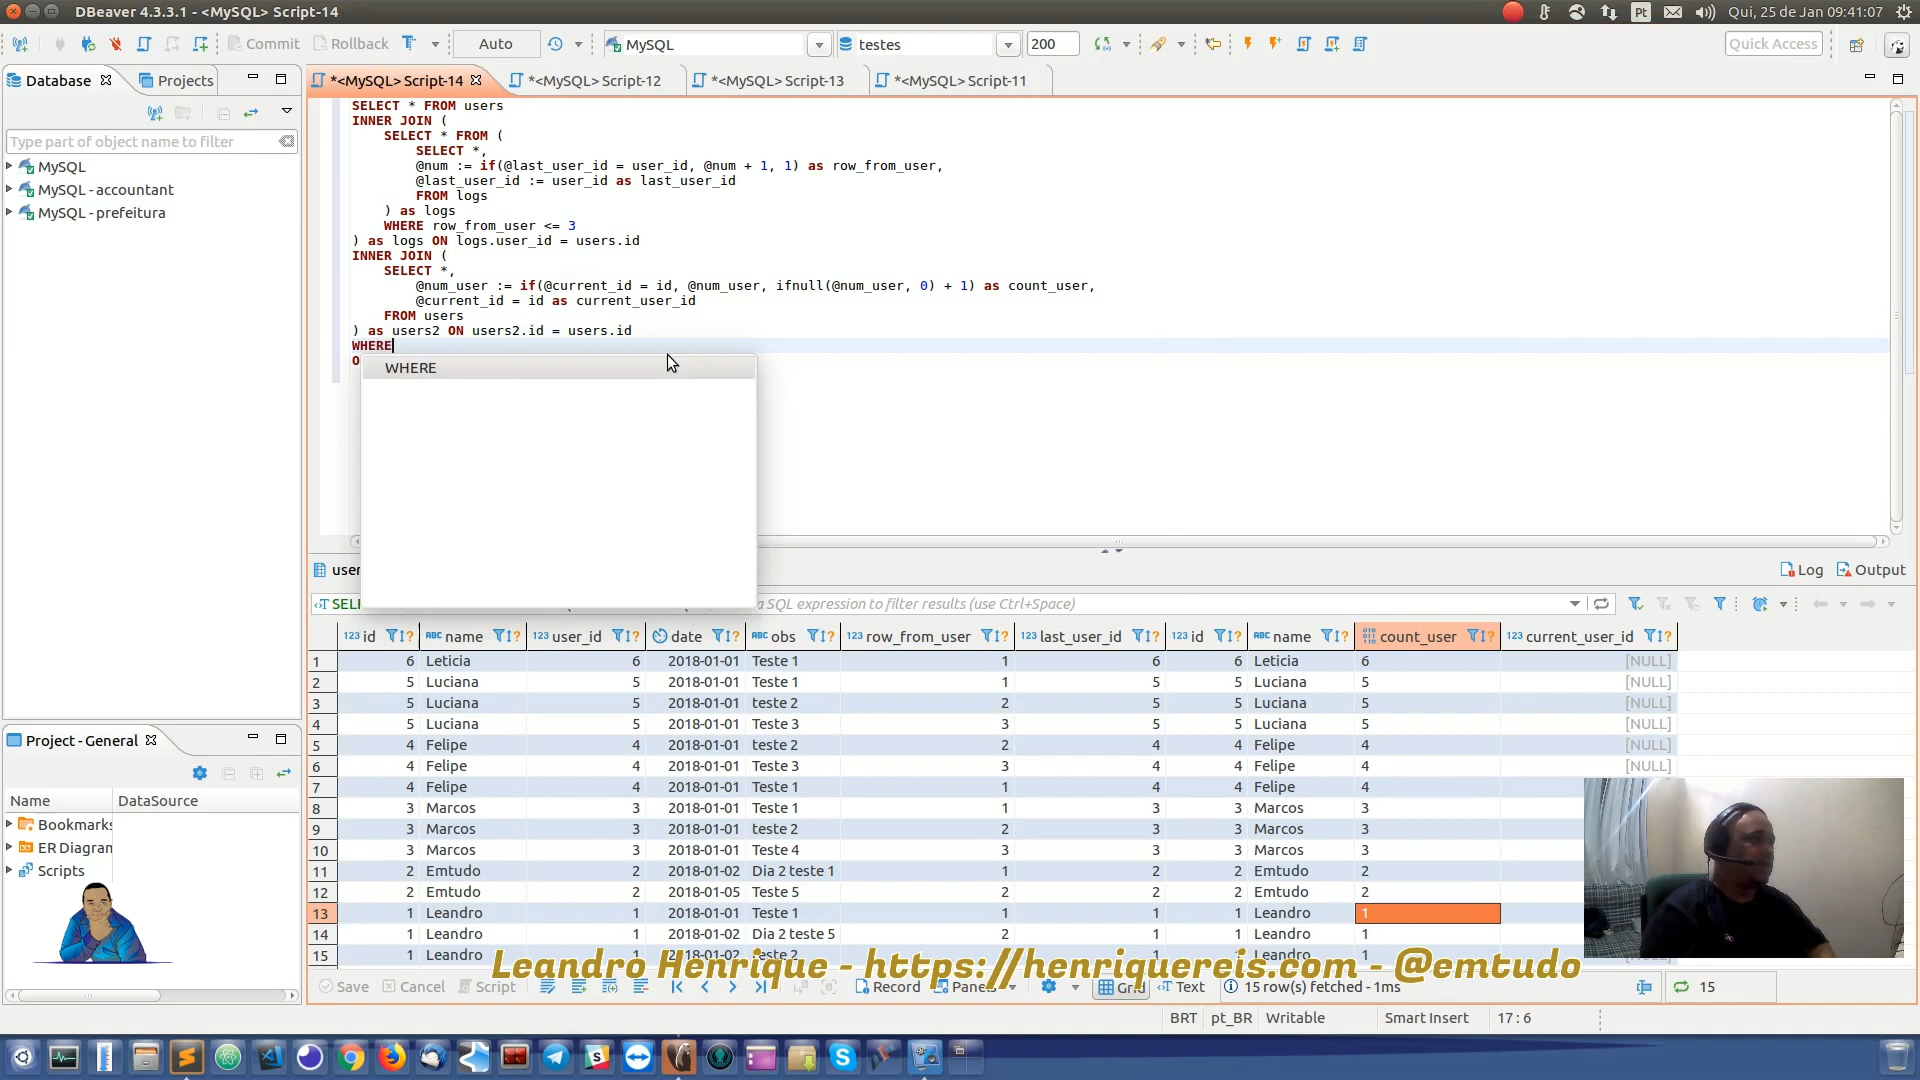 DBeaver 4.3.3.1 - <MySQL> Script-14
Pt
Qui, 25 de Jan 09:41:07
Commit
Rollback
Auto
MySQL
testes
200
Quick Access
Database
Projects
*<MySQL> Script-14
*<MySQL> Script-12
*<MySQL> Script-13
*<MySQL> Script-11
Type part of object name to filter
MySQL
MySQL - accountant
MySQL - prefeitura
SELECT * FROM users
INNER JOIN (
SELECT * FROM (
SELECT *,
@num := if(@last_user_id = user_id, @num + 1, 1) as row_from_user,
@last_user_id := user_id as last_user_id
FROM logs
) as logs
WHERE row_from_user <= 3
) as logs ON logs.user_id = users.id
INNER JOIN (
SELECT *,
@num_user := if(@current_id = id, @num_user, ifnull(@num_user, 0) + 1) as count_user,
@current_id = id as current_user_id
FROM users
) as users2 ON users2.id = users.id
WHERE
O
WHERE
user
Log
Output
SELE
a SQL expression to filter results (use Ctrl+Space)
123 id ABC name 123 user_id date ABC obs 123 row_from_user 123 last_user_id 123 id ABC name count_user 123 current_user_id
1 6 Leticia 6 2018-01-01 Teste 1 1 6 6 Leticia 6 [NULL]
2 5 Luciana 5 2018-01-01 Teste 1 1 5 5 Luciana 5 [NULL]
3 5 Luciana 5 2018-01-01 teste 2 2 5 5 Luciana 5 [NULL]
4 5 Luciana 5 2018-01-01 Teste 3 3 5 5 Luciana 5 [NULL]
5 4 Felipe 4 2018-01-01 teste 2 2 4 4 Felipe 4 [NULL]
6 4 Felipe 4 2018-01-01 Teste 3 3 4 4 Felipe 4 [NULL]
7 4 Felipe 4 2018-01-01 Teste 1 1 4 4 Felipe 4
8 3 Marcos 3 2018-01-01 Teste 1 1 3 3 Marcos 3
9 3 Marcos 3 2018-01-01 teste 2 2 3 3 Marcos 3
10 3 Marcos 3 2018-01-01 Teste 4 3 3 3 Marcos 3
11 2 Emtudo 2 2018-01-02 Dia 2 teste 1 1 2 2 Emtudo 2
12 2 Emtudo 2 2018-01-05 Teste 5 2 2 2 Emtudo 2
13 1 Leandro 1 2018-01-01 Teste 1 1 1 1 Leandro 1
14 1 Leandro 1 2018-01-02 Dia 2 teste 5 2 1 1 Leandro 1
15 1 Leandro
Leandro Henrique - https://henriquereis.com - @emtudo
Project - General
Name
DataSource
Bookmarks
ER Diagram
Scripts
Save
Cancel
Script
Record
Panels
Grid
Text
15 row(s) fetched - 1ms
15
BRT
pt_BR
Writable
Smart Insert
17 : 6